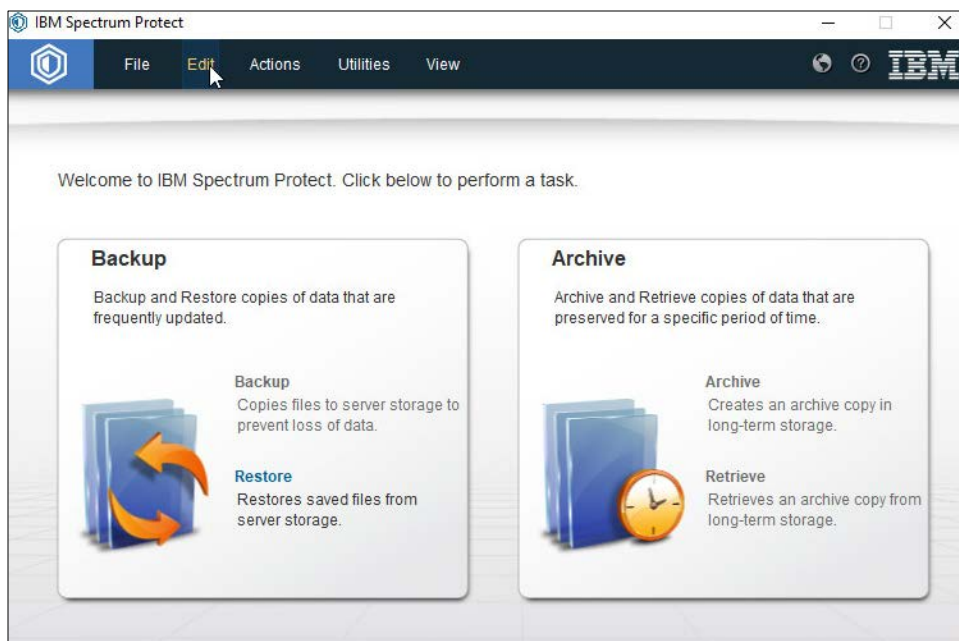 IBM Spectrum Protect
File Edit Actions Utilities View
IBM
Welcome to IBM Spectrum Protect. Click below to perform a task.
Backup
Backup and Restore copies of data that are
frequently updated.
Backup
Copies files to server storage to
prevent loss of data.
Restore
Restores saved files from
server storage.
Archive
Archive and Retrieve copies of data that are
preserved for a specific period of time.
Archive
Creates an archive copy in
long-term storage.
Retrieve
Retrieves an archive copy from
long-term storage.